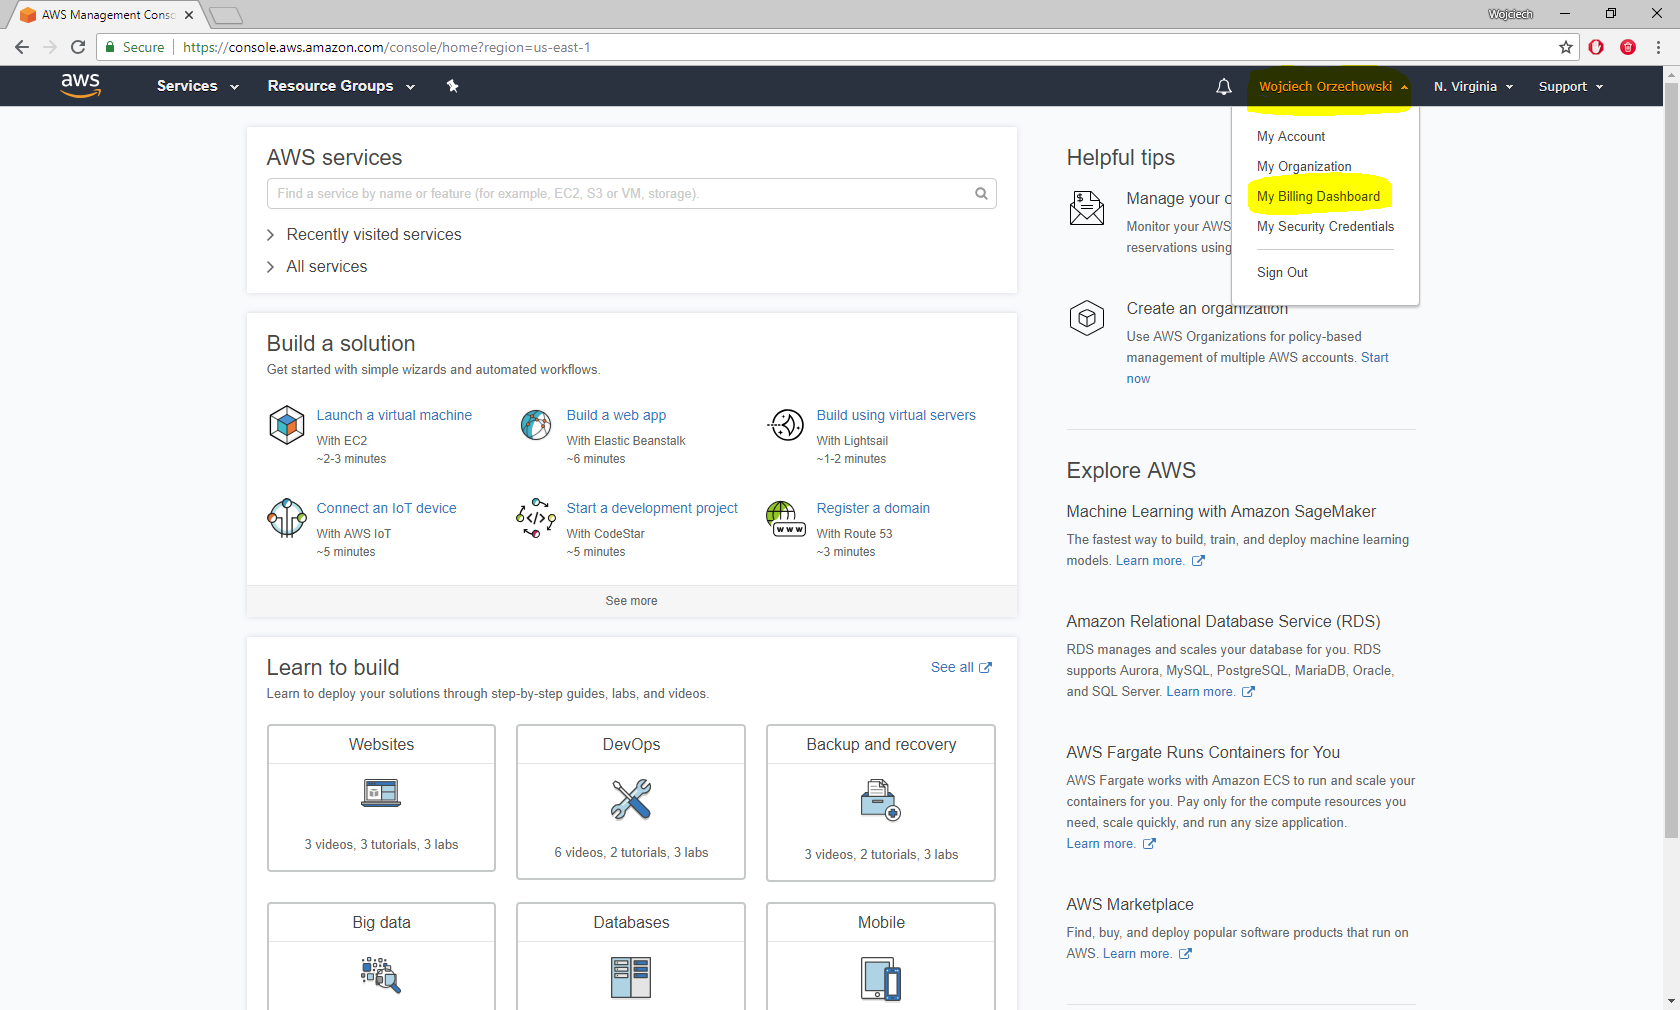 AWS Management Conso
Wojciech
Secure
https://console.aws.amazon.com/console/home?region=us-east-1
aws
Services
Resource Groups
Wojciech Orzechowski
N. Virginia
Support
My Account
My Organization
My Billing Dashboard
My Security Credentials
Sign Out
AWS services
Find a service by name or feature (for example, EC2, S3 or VM, storage).
Recently visited services
All services
Build a solution
Get started with simple wizards and automated workflows.
Launch a virtual machine
With EC2
~2-3 minutes
Build a web app
With Elastic Beanstalk
~6 minutes
Build using virtual servers
With Lightsail
~1-2 minutes
Connect an IoT device
With AWS IoT
~5 minutes
Start a development project
With CodeStar
~5 minutes
Register a domain
With Route 53
~3 minutes
See more
Learn to build
See all
Learn to deploy your solutions through step-by-step guides, labs, and videos.
Websites
3 videos, 3 tutorials, 3 labs
DevOps
6 videos, 2 tutorials, 3 labs
Backup and recovery
3 videos, 2 tutorials, 3 labs
Big data
Databases
Mobile
Helpful tips
Manage your c
Monitor your AWS
reservations using
Create an organization
Use AWS Organizations for policy-based
management of multiple AWS accounts. Start
now
Explore AWS
Machine Learning with Amazon SageMaker
The fastest way to build, train, and deploy machine learning
models. Learn more.
Amazon Relational Database Service (RDS)
RDS manages and scales your database for you. RDS
supports Aurora, MySQL, PostgreSQL, MariaDB, Oracle,
and SQL Server. Learn more.
AWS Fargate Runs Containers for You
AWS Fargate works with Amazon ECS to run and scale your
containers for you. Pay only for the compute resources you
need, scale quickly, and run any size application.
Learn more.
AWS Marketplace
Find, buy, and deploy popular software products that run on
AWS. Learn more.